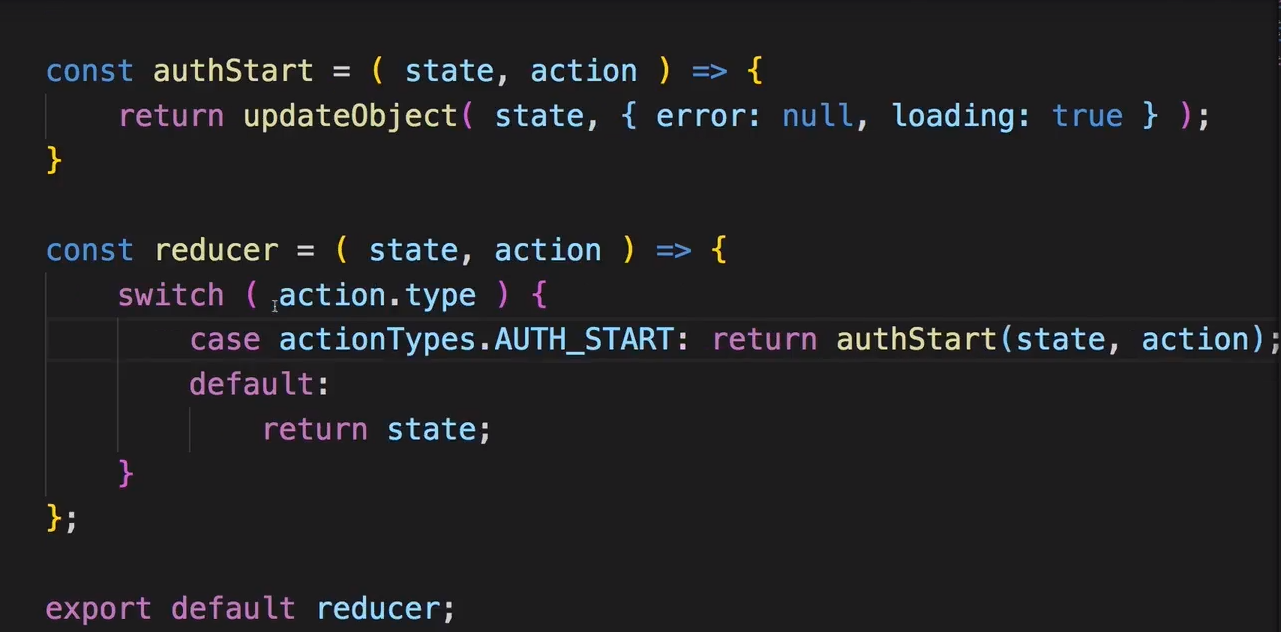 const authStart = ( state, action ) => {
    return updateObject( state, { error: null, loading: true } );
}
const reducer = ( state, action ) => {
    switch ( action.type ) {
        case actionTypes.AUTH_START: return authStart(state, action);
        default:
            return state;
    }
};
export default reducer;